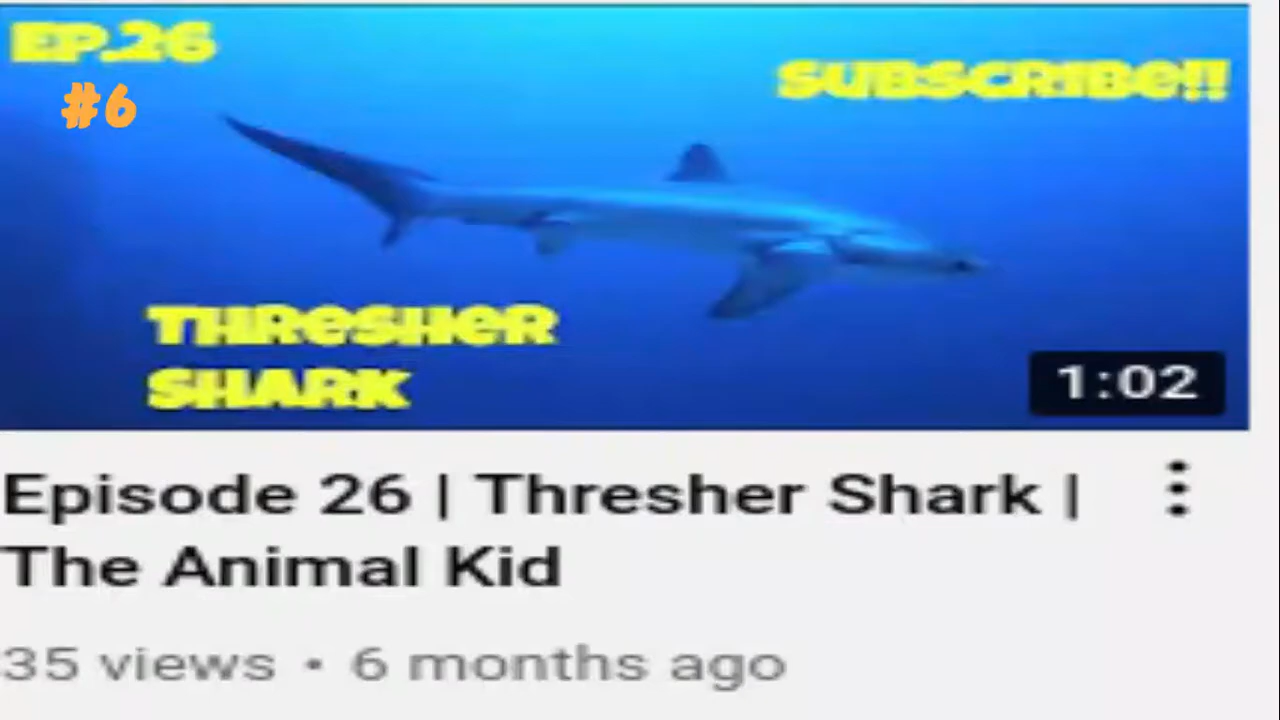 EP.26
#6
SUBSCRIBe!!
THReSHeR
SHARK
1:02
Episode 26 | Thresher Shark |
The Animal Kid
35 views • 6 months ago